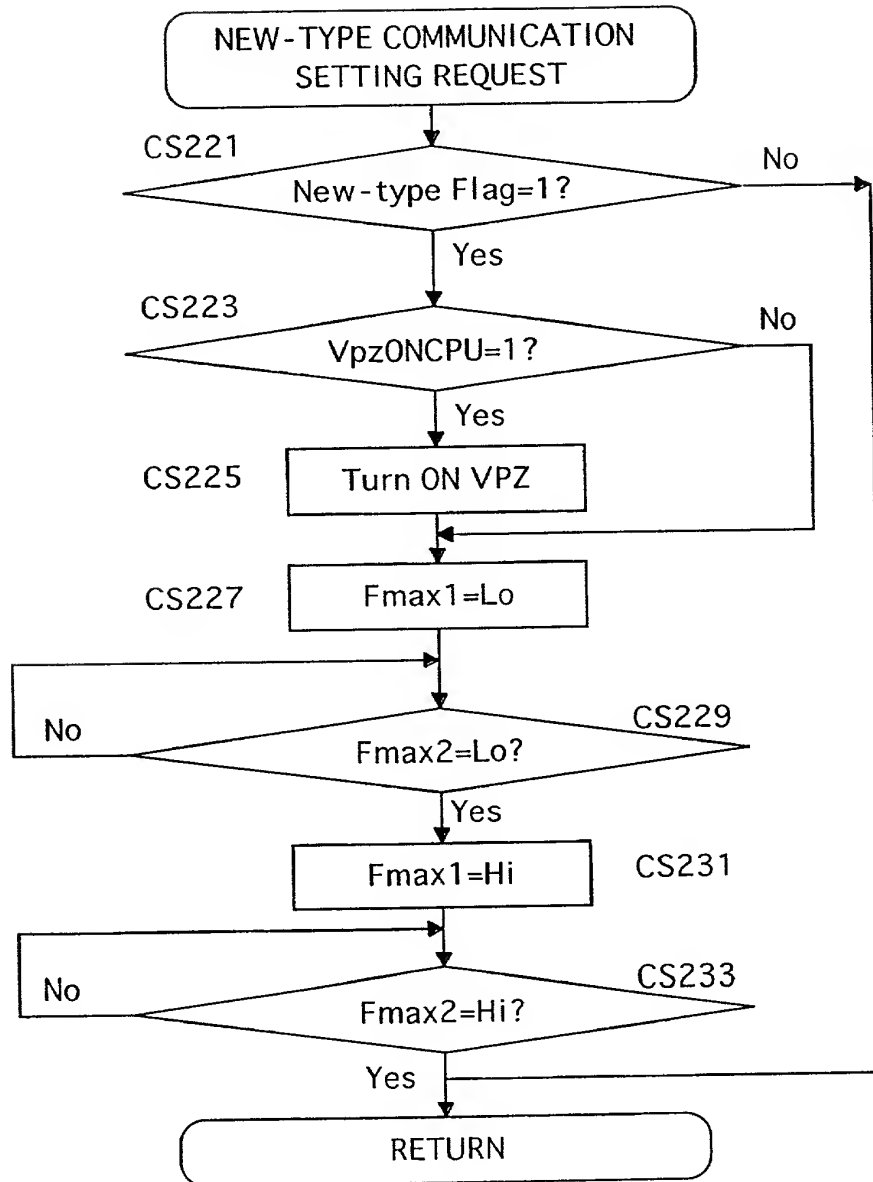 NEW-TYPE COMMUNICATION
SETTING REQUEST
CS221
New-type Flag=1?
No
Yes
CS223
VpzONCPU=1?
No
Yes
CS225
Turn ON VPZ
CS227
Fmax1=Lo
CS229
No
Fmax2=Lo?
Yes
Fmax1=Hi
CS231
CS233
No
Fmax2=Hi?
Yes
RETURN